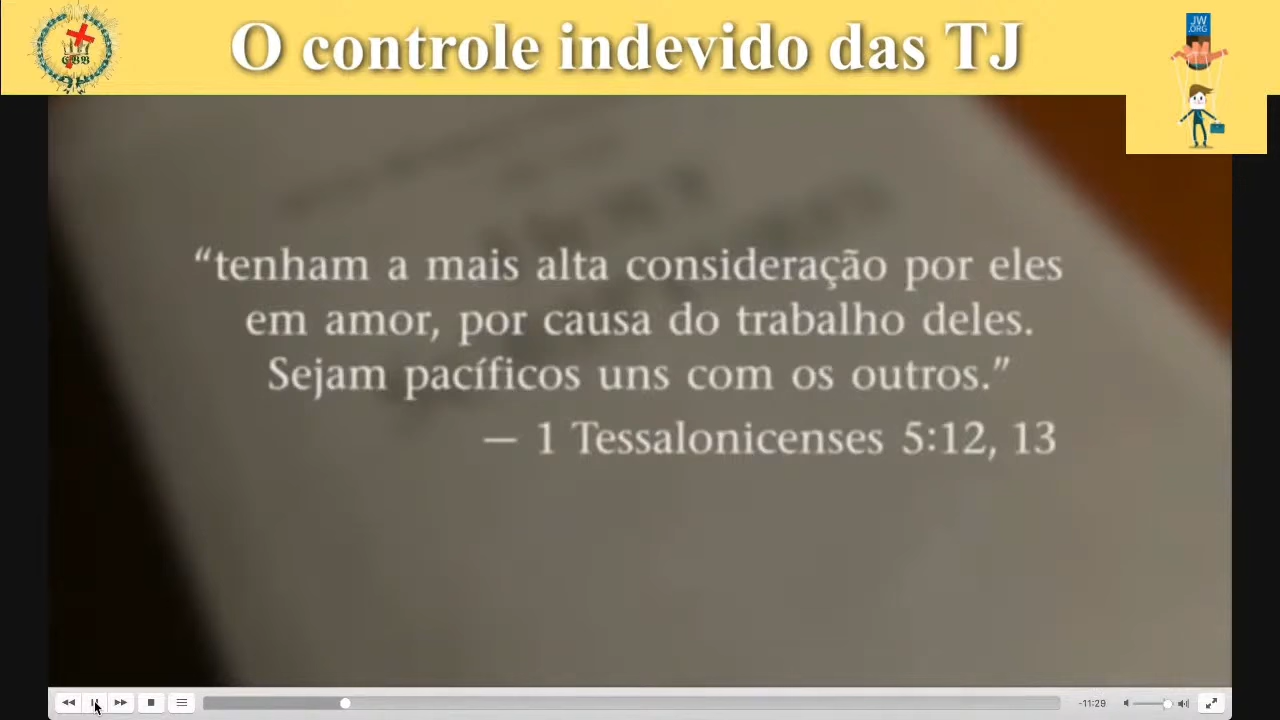 O controle indevido das TJ
JW
.ORG
“tenham a mais alta consideração por eles
em amor, por causa do trabalho deles.
Sejam pacíficos uns com os outros.”
— 1 Tessalonicenses 5:12, 13
-11:29